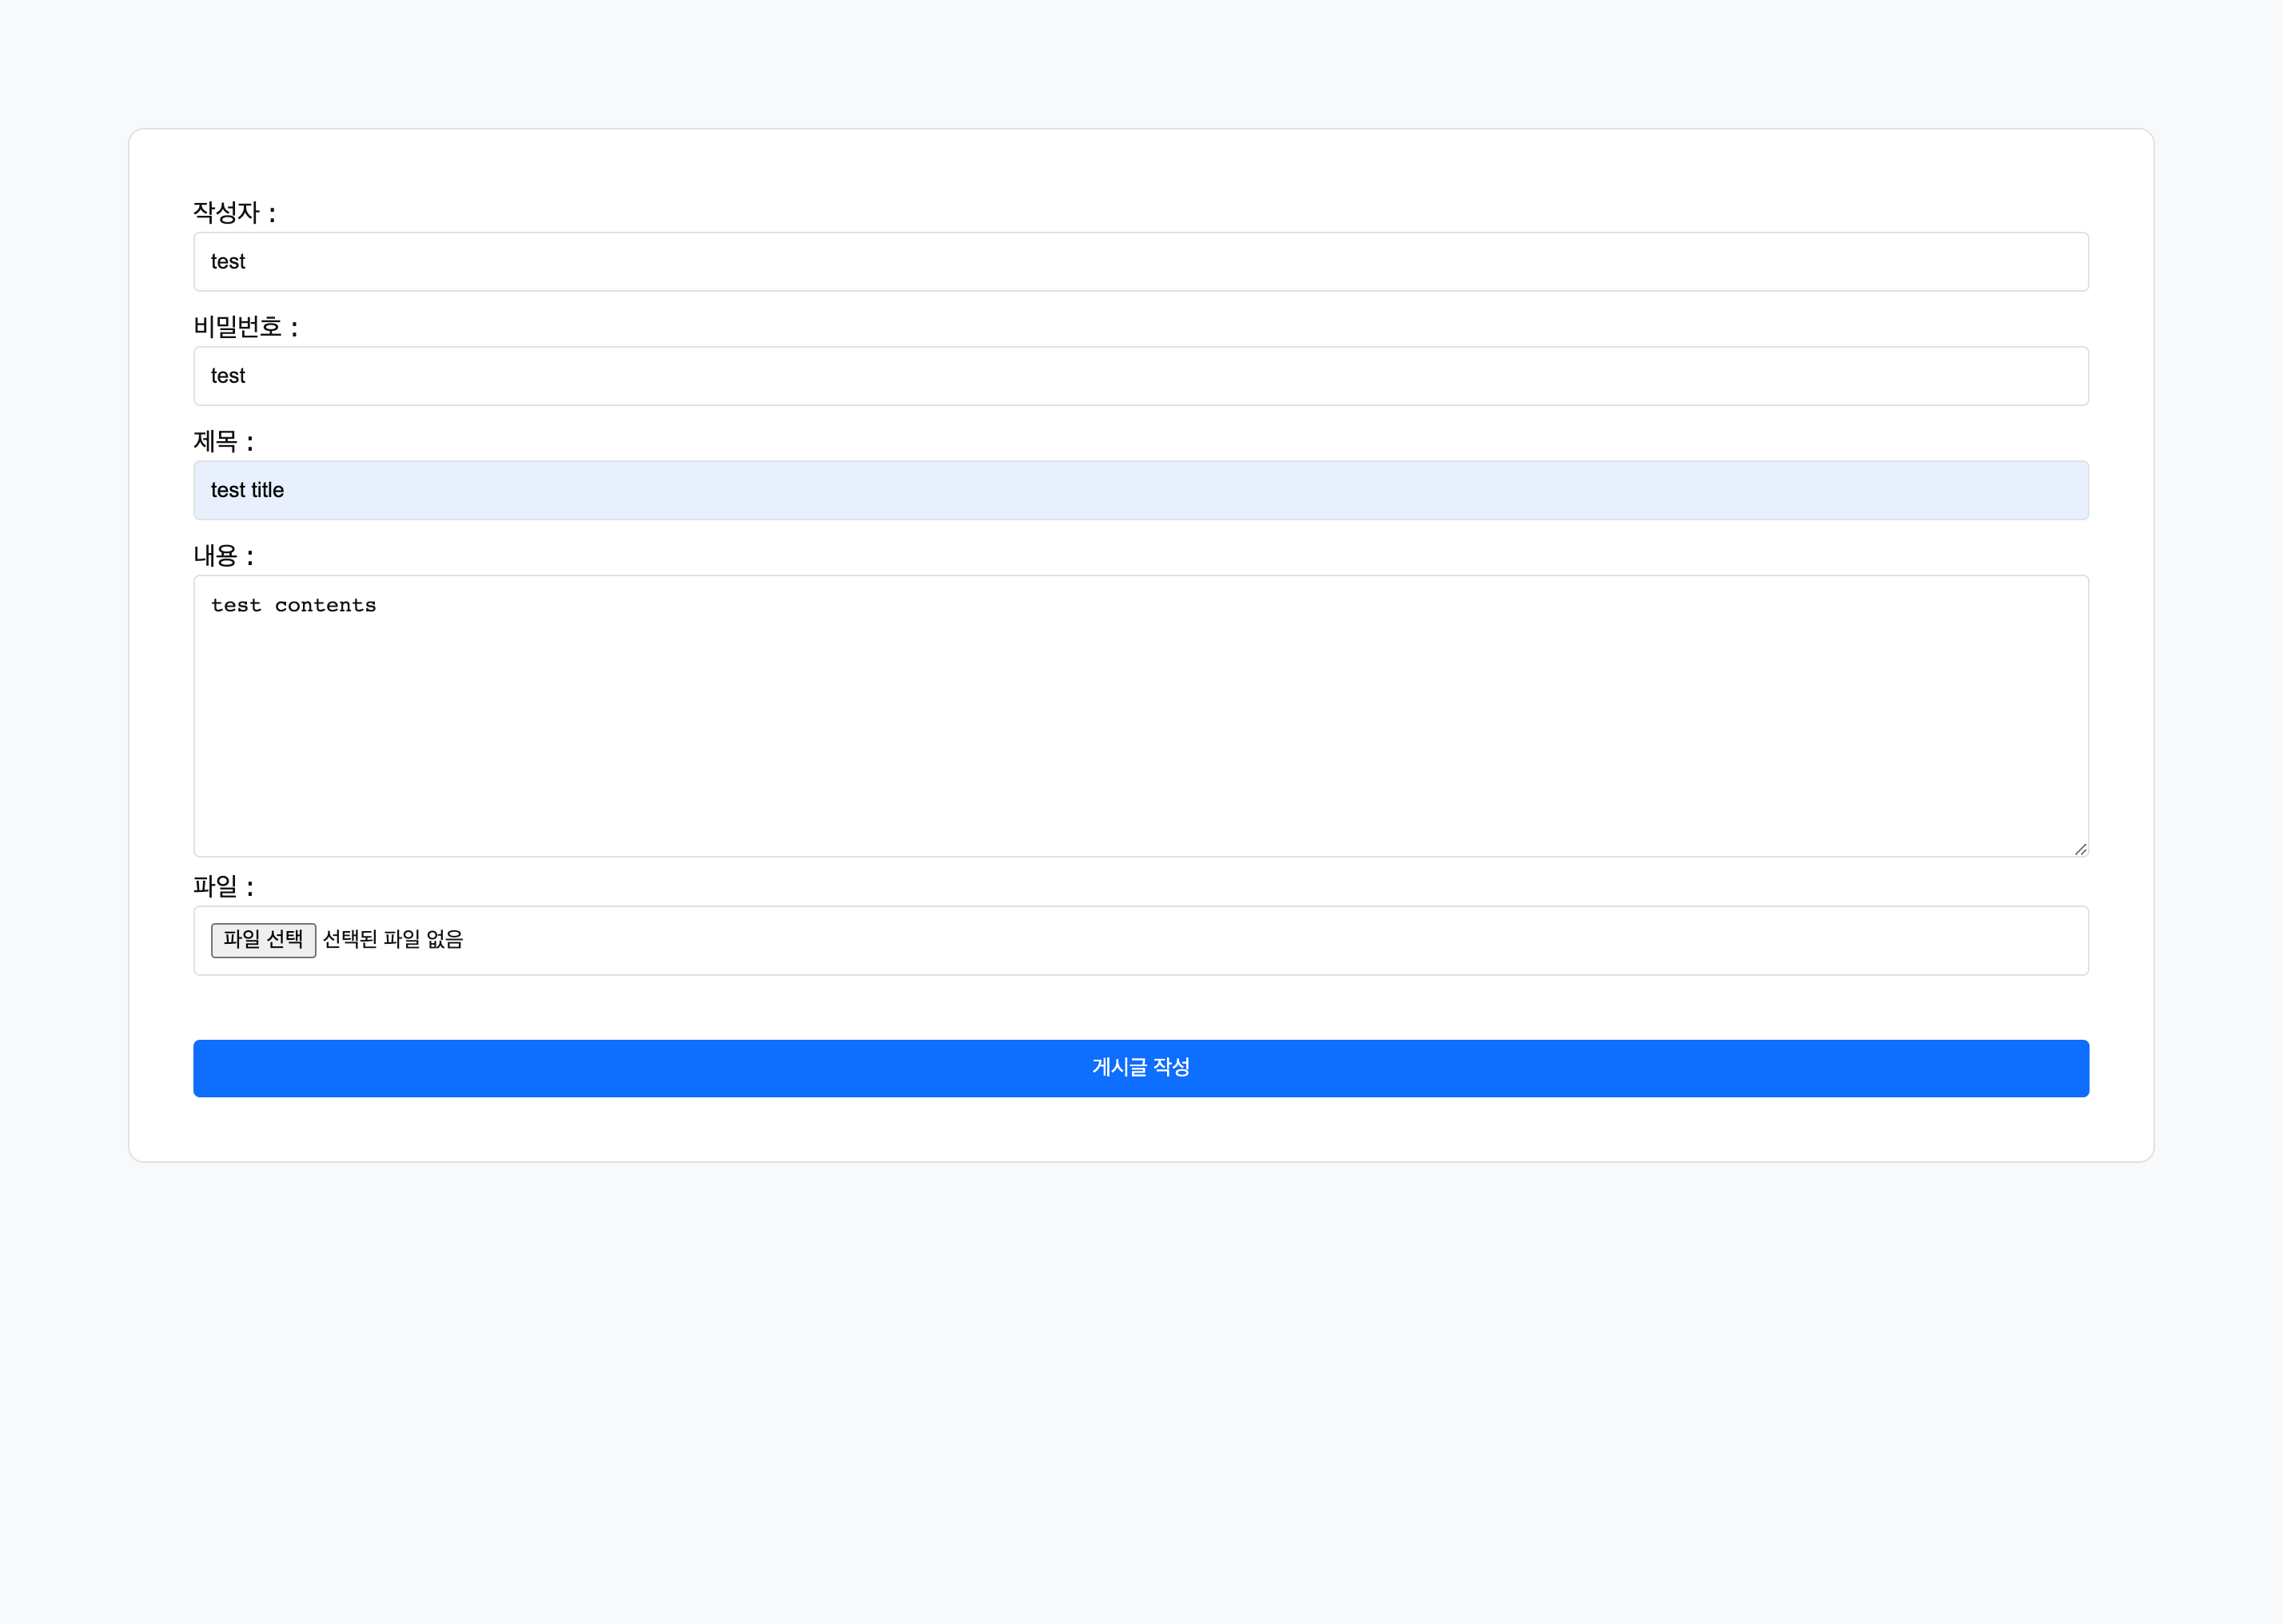 작성자 :
test
비밀번호 :
test
제목 :
test title
내용 :
test contents
파일 :
파일 선택 선택된 파일 없음
게시글 작성